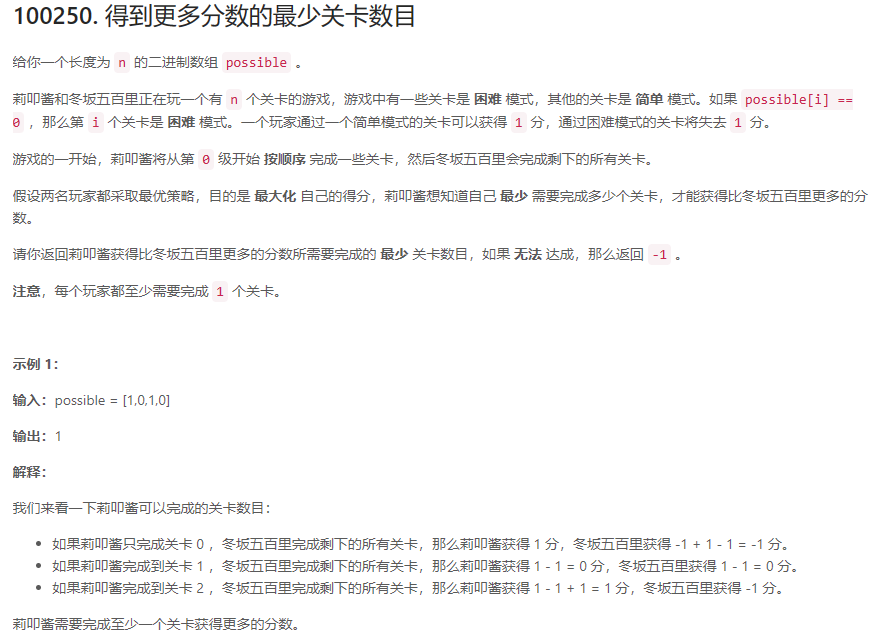 100250. 得到更多分数的最少关卡数目
给你一个长度为 n 的二进制数组 possible 。
莉叩酱和冬坂五百里正在玩一个有 n 个关卡的游戏，游戏中有一些关卡是 困难 模式，其他的关卡是 简单 模式。如果 possible[i] ==
0 ，那么第 i 个关卡是 困难 模式。一个玩家通过一个简单模式的关卡可以获得 1 分，通过困难模式的关卡将失去 1 分。
游戏的一开始，莉叩酱将从第 0 级开始 按顺序 完成一些关卡，然后冬坂五百里会完成剩下的所有关卡。
假设两名玩家都采取最优策略，目的是 最大化 自己的得分，莉叩酱想知道自己 最少 需要完成多少个关卡，才能获得比冬坂五百里更多的分
数。
请你返回莉叩酱获得比冬坂五百里更多的分数所需要完成的 最少 关卡数目，如果 无法 达成，那么返回 -1 。
注意，每个玩家都至少需要完成 1 个关卡。
示例 1：
输入：possible = [1,0,1,0]
输出：1
解释：
我们来看一下莉叩酱可以完成的关卡数目：
• 如果莉叩酱只完成关卡 0 ，冬坂五百里完成剩下的所有关卡，那么莉叩酱获得 1 分，冬坂五百里获得 -1 + 1 - 1 = -1 分。
• 如果莉叩酱完成到关卡 1 ，冬坂五百里完成剩下的所有关卡，那么莉叩酱获得 1 - 1 = 0 分，冬坂五百里获得 1 - 1 = 0 分。
• 如果莉叩酱完成到关卡 2 ，冬坂五百里完成剩下的所有关卡，那么莉叩酱获得 1 - 1 + 1 = 1 分，冬坂五百里获得 -1 分。
莉叩酱需要完成至少一个关卡获得更多的分数。